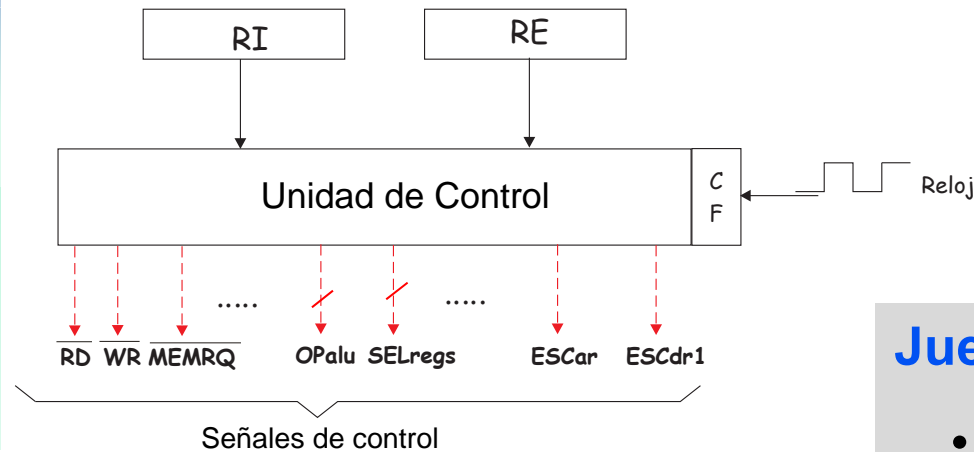 RI
RE
Unidad de Control
C
F
Reloj
.....
.....
RD WR MEMRQ OPalu SELregs ESCar ESCdr1
Señales de control
Jue
•